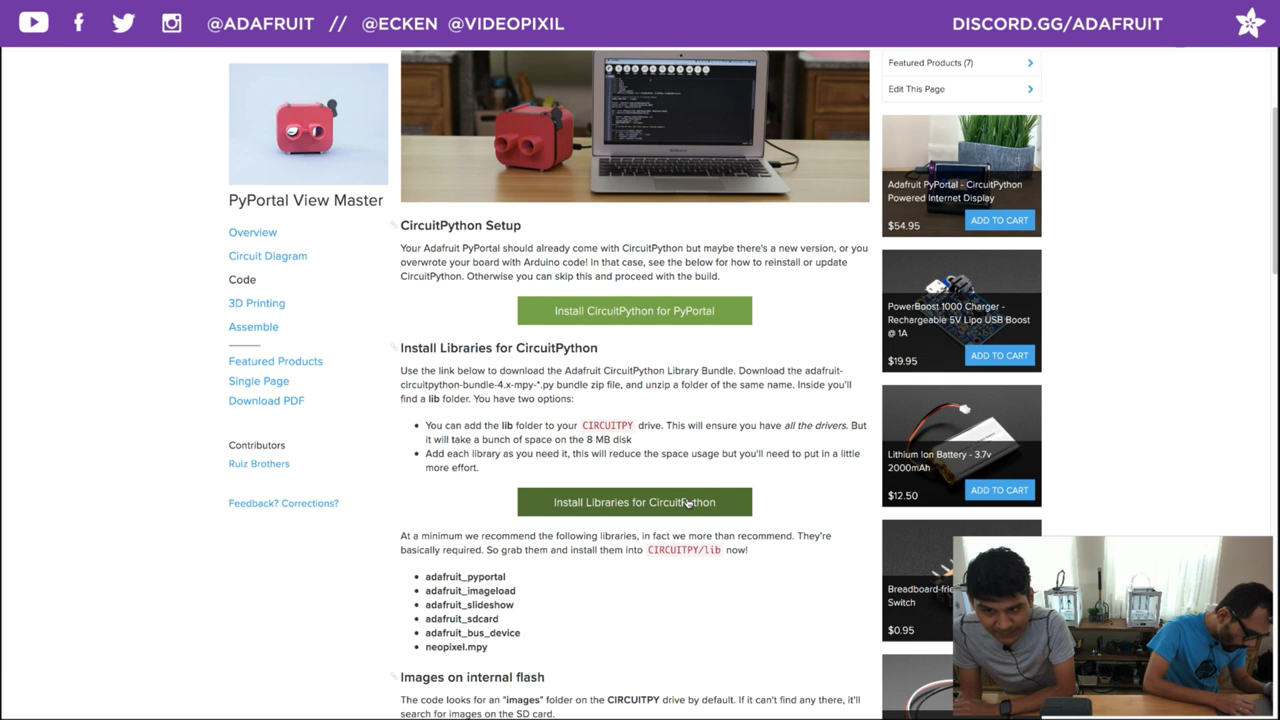 @ADAFRUIT // @ECKEN @VIDEOPIXIL
DISCORD.GG/ADAFRUIT
PyPortal View Master
Overview
Circuit Diagram
Code
3D Printing
Assemble
Featured Products
Single Page
Download PDF
Contributors
Ruiz Brothers
Feedback? Corrections?
CircuitPython Setup
Your Adafruit PyPortal should already come with CircuitPython but maybe there's a new version, or you
overwrote your board with Arduino code! In that case, see the below for how to reinstall or update
CircuitPython. Otherwise you can skip this and proceed with the build.
Install CircuitPython for PyPortal
Install Libraries for CircuitPython
Use the link below to download the Adafruit CircuitPython Library Bundle. Download the adafruit-
circuitpython-bundle-4.x-mpy-*.py bundle zip file, and unzip a folder of the same name. Inside you'll
find a lib folder. You have two options:
• You can add the lib folder to your CIRCUITPY drive. This will ensure you have all the drivers. But
it will take a bunch of space on the 8 MB disk
• Add each library as you need it, this will reduce the space usage but you'll need to put in a little
more effort.
Install Libraries for CircuitPython
At a minimum we recommend the following libraries, in fact we more than recommend. They're
basically required. So grab them and install them into CIRCUITPY/lib now!
• adafruit_pyportal
• adafruit_imageload
• adafruit_slideshow
• adafruit_sdcard
• adafruit_bus_device
• neopixel.mpy
Images on internal flash
The code looks for an "images" folder on the CIRCUITPY drive by default. If it can't find any there, it'll
search for images on the SD card.
Featured Products (7)
Edit This Page
Adafruit PyPortal - CircuitPython
Powered Internet Display
$54.95
ADD TO CART
PowerBoost 1000 Charger -
Rechargeable 5V Lipo USB Boost
@ 1A
$19.95
ADD TO CART
Lithium Ion Battery - 3.7v
2000mAh
$12.50
ADD TO CART
Switch
$0.95